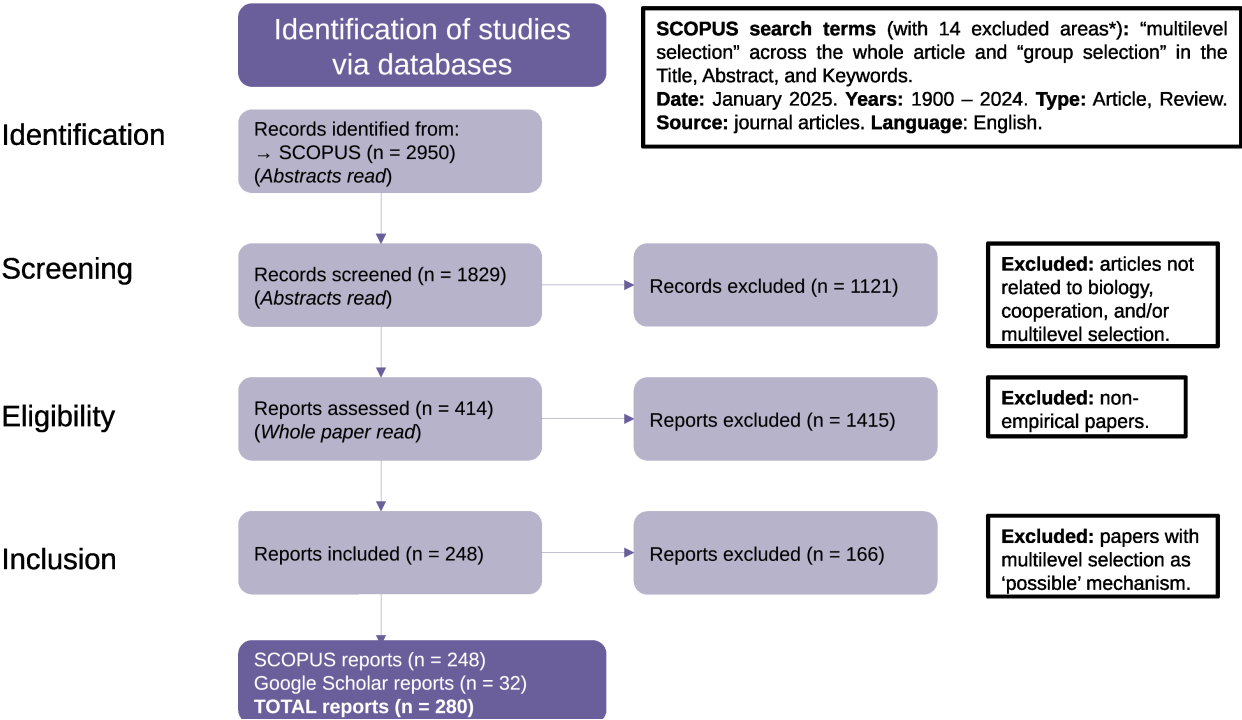 Identification of studies
via databases
SCOPUS search terms (with 14 excluded areas*): “multilevel
selection” across the whole article and “group selection” in the
Title, Abstract, and Keywords.
Date: January 2025. Years: 1900 – 2024. Type: Article, Review.
Source: journal articles. Language: English.
Identification
Records identified from:
→ SCOPUS (n = 2950)
(Abstracts read)
Screening
Records screened (n = 1829)
(Abstracts read)
Records excluded (n = 1121)
Excluded: articles not
related to biology,
cooperation, and/or
multilevel selection.
Eligibility
Reports assessed (n = 414)
(Whole paper read)
Reports excluded (n = 1415)
Excluded: non-
empirical papers.
Inclusion
Reports included (n = 248)
Reports excluded (n = 166)
Excluded: papers with
multilevel selection as
‘possible’ mechanism.
SCOPUS reports (n = 248)
Google Scholar reports (n = 32)
TOTAL reports (n = 280)